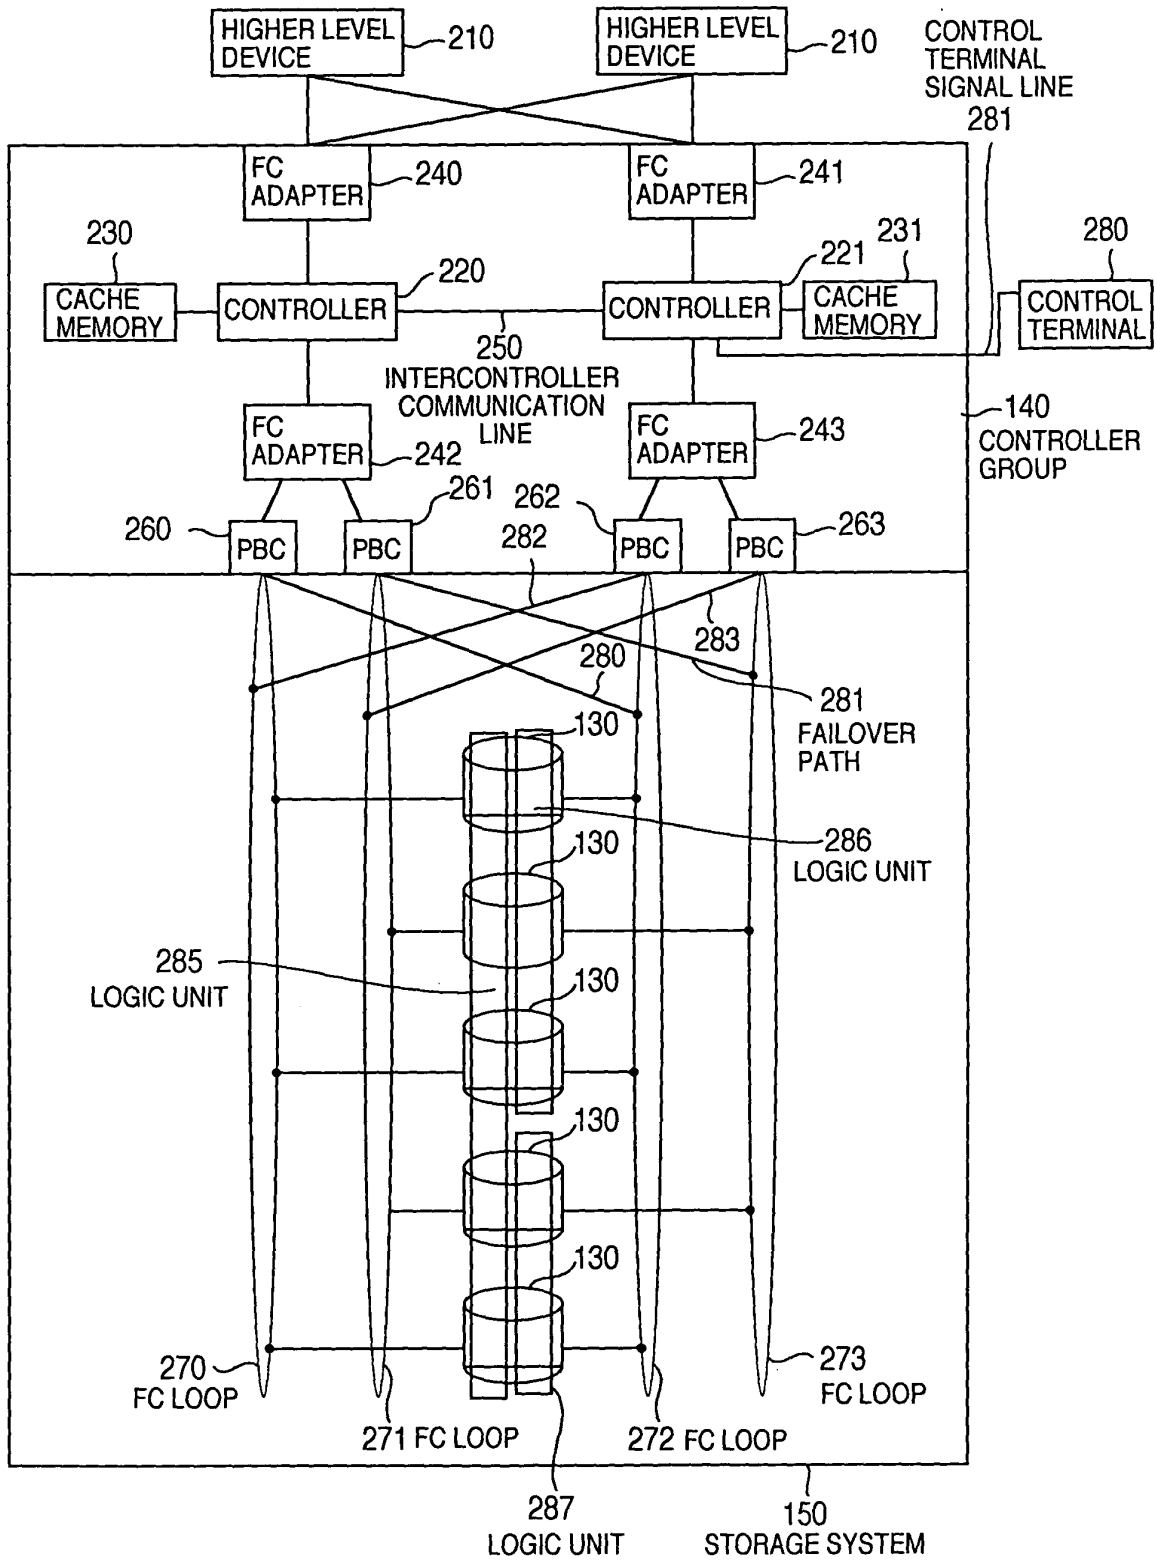 HIGHER LEVEL
DEVICE
210
HIGHER LEVEL
DEVICE
210
CONTROL
TERMINAL
SIGNAL LINE
281
FC
ADAPTER
240
FC
ADAPTER
241
230
CACHE
MEMORY
220
CONTROLLER
221
CONTROLLER
231
CACHE
MEMORY
280
CONTROL
TERMINAL
250
INTERCONTROLLER
COMMUNICATION
LINE
FC
ADAPTER
242
FC
ADAPTER
243
140
CONTROLLER
GROUP
260
PBC
261
PBC
262
PBC
263
PBC
282
283
280
281
FAILOVER
PATH
130
286
LOGIC UNIT
130
285
LOGIC UNIT
130
130
130
270
FC LOOP
271 FC LOOP
272 FC LOOP
273
FC LOOP
287
LOGIC UNIT
150
STORAGE SYSTEM